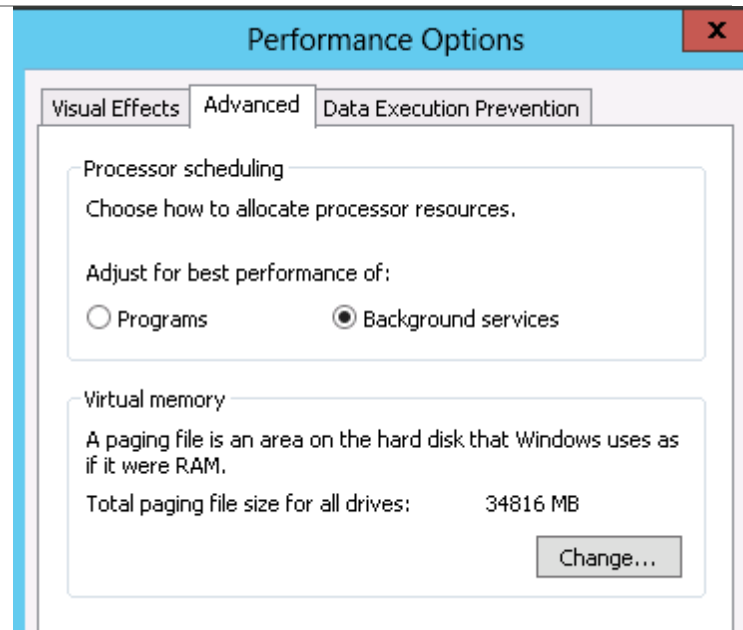 Performance Options
x
Visual Effects Advanced Data Execution Prevention
Processor scheduling
Choose how to allocate processor resources.
Adjust for best performance of:
Programs Background services
Virtual memory
A paging file is an area on the hard disk that Windows uses as
if it were RAM.
Total paging file size for all drives: 34816 MB
Change...